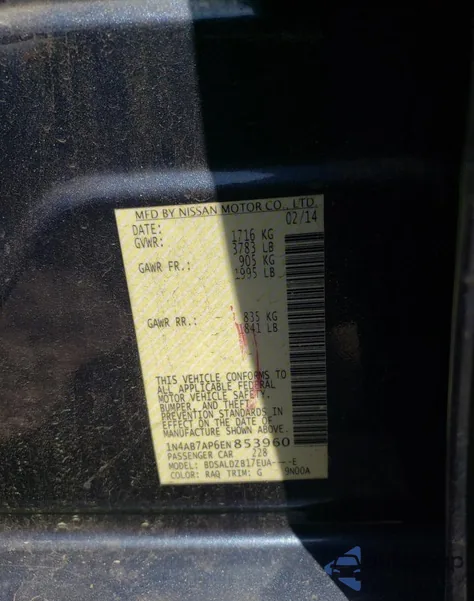 MFD BY NISSAN MOTOR CO., LTD.
DATE: 02/14
GVWR: 1716 KG
3783 LB
GAWR FR.: 905 KG
1995 LB
GAWR RR.: 835 KG
1841 LB
THIS VEHICLE CONFORMS TO
ALL APPLICABLE FEDERAL
MOTOR VEHICLE SAFETY,
BUMPER, AND THEFT
PREVENTION STANDARDS IN
EFFECT ON THE DATE OF
MANUFACTURE SHOWN ABOVE.
1N4AB7AP6EN853960
PASSENGER CAR 228
MODEL: BDSALDZB17EUA----E
COLOR: RAQ TRIM: G 9N00A